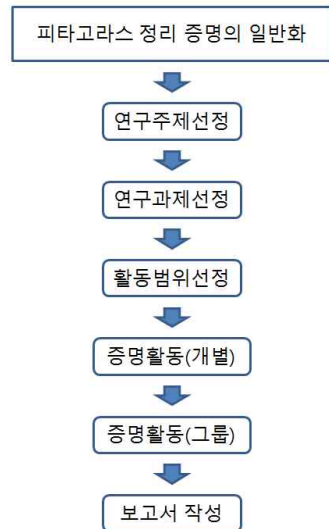 피타고라스 정리 증명의 일반화
연구주제선정
연구과제선정
활동범위선정
증명활동(개별)
증명활동(그룹)
보고서 작성